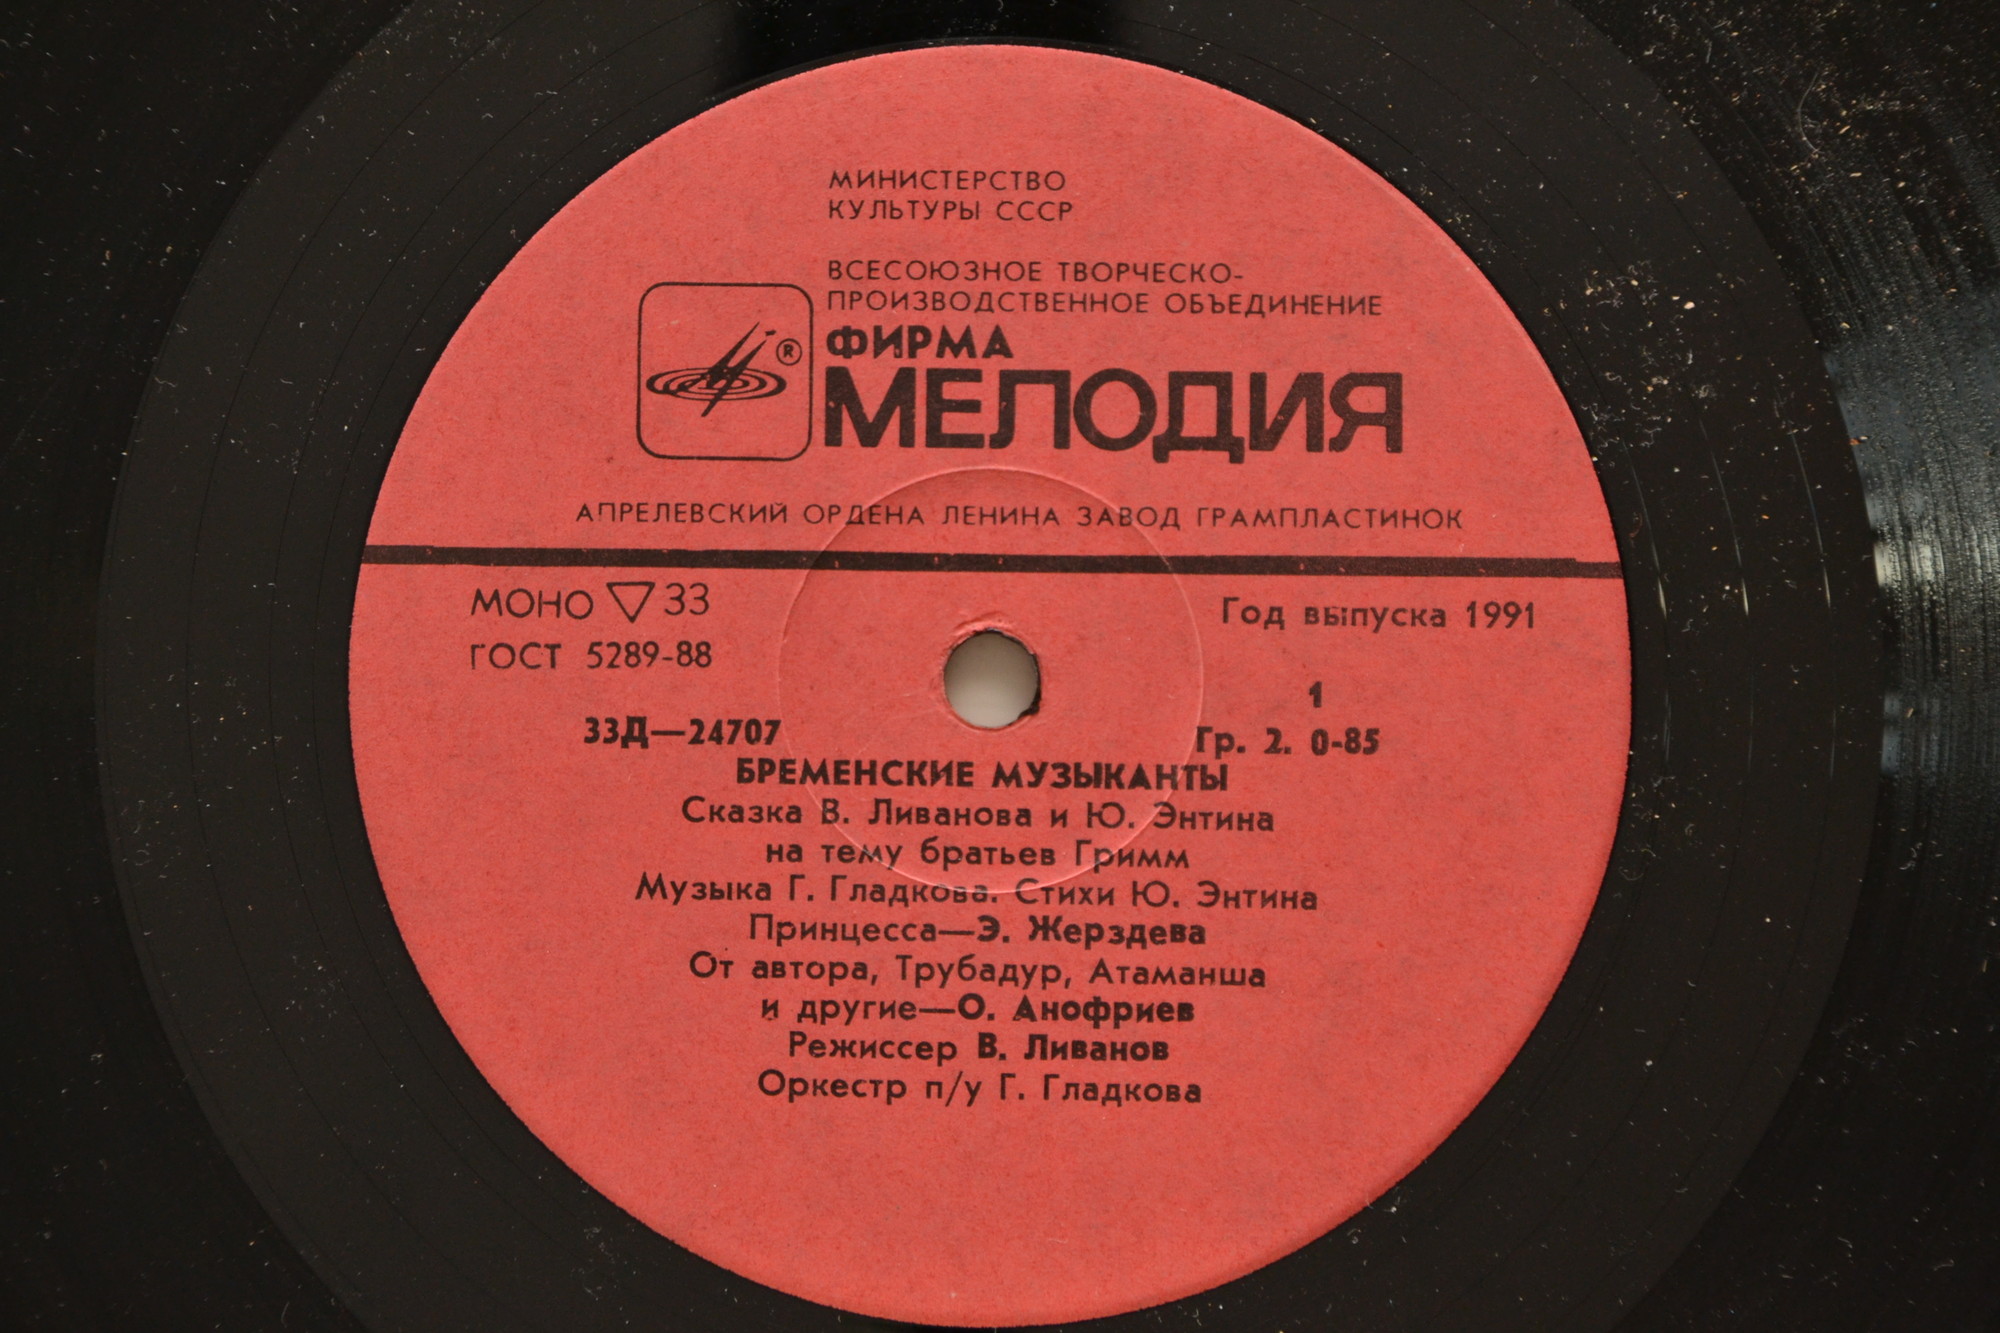 МИНИСТЕРСТВО
КУЛЬТУРЫ СССР
ВСЕСОЮЗНОЕ ТВОРЧЕСКО-
ПРОИЗВОДСТВЕННОЕ ОБЪЕДИНЕНИЕ
ФИРМА
®
МЕЛОДИЯ
АПРЕЛЕВСКИЙ ОРДЕНА ЛЕНИНА ЗАВОД ГРАМПЛАСТИНОК
МОНО ▽ 33
Год выпуска 1991
ГОСТ 5289-88
1
33Д—24707
Гр. 2. 0-85
БРЕМЕНСКИЕ МУЗЫКАНТЫ
Сказка В. Ливанова и Ю. Энтина
на тему братьев Гримм
Музыка Г. Гладкова. Стихи Ю. Энтина
Принцесса—Э. Жерздева
От автора, Трубадур, Атаманша
и другие—О. Анофриев
Режиссер В. Ливанов
Оркестр п/у Г. Гладкова